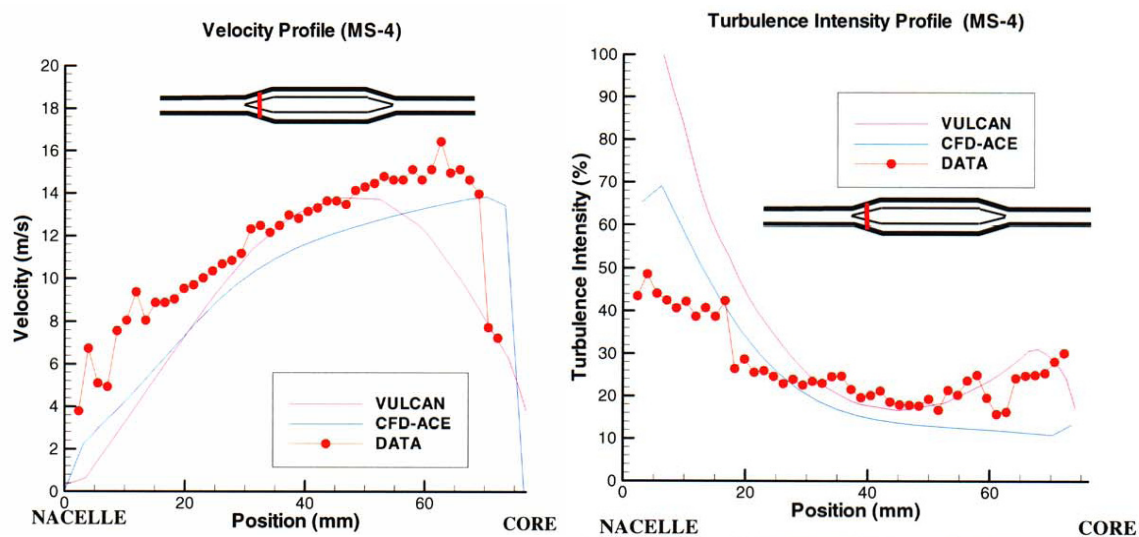 Velocity Profile (MS-4)
20
18
16
14
12
10
8
6
4
2
0
Velocity (m/s)
VULCAN
CFD-ACE
DATA
0
20
40
60
NACELLE
Position (mm)
CORE
Turbulence Intensity Profile (MS-4)
100
90
80
70
60
50
40
30
20
10
0
Turbulence Intensity (%)
VULCAN
CFD-ACE
DATA
0
20
40
60
NACELLE
Position (mm)
CORE